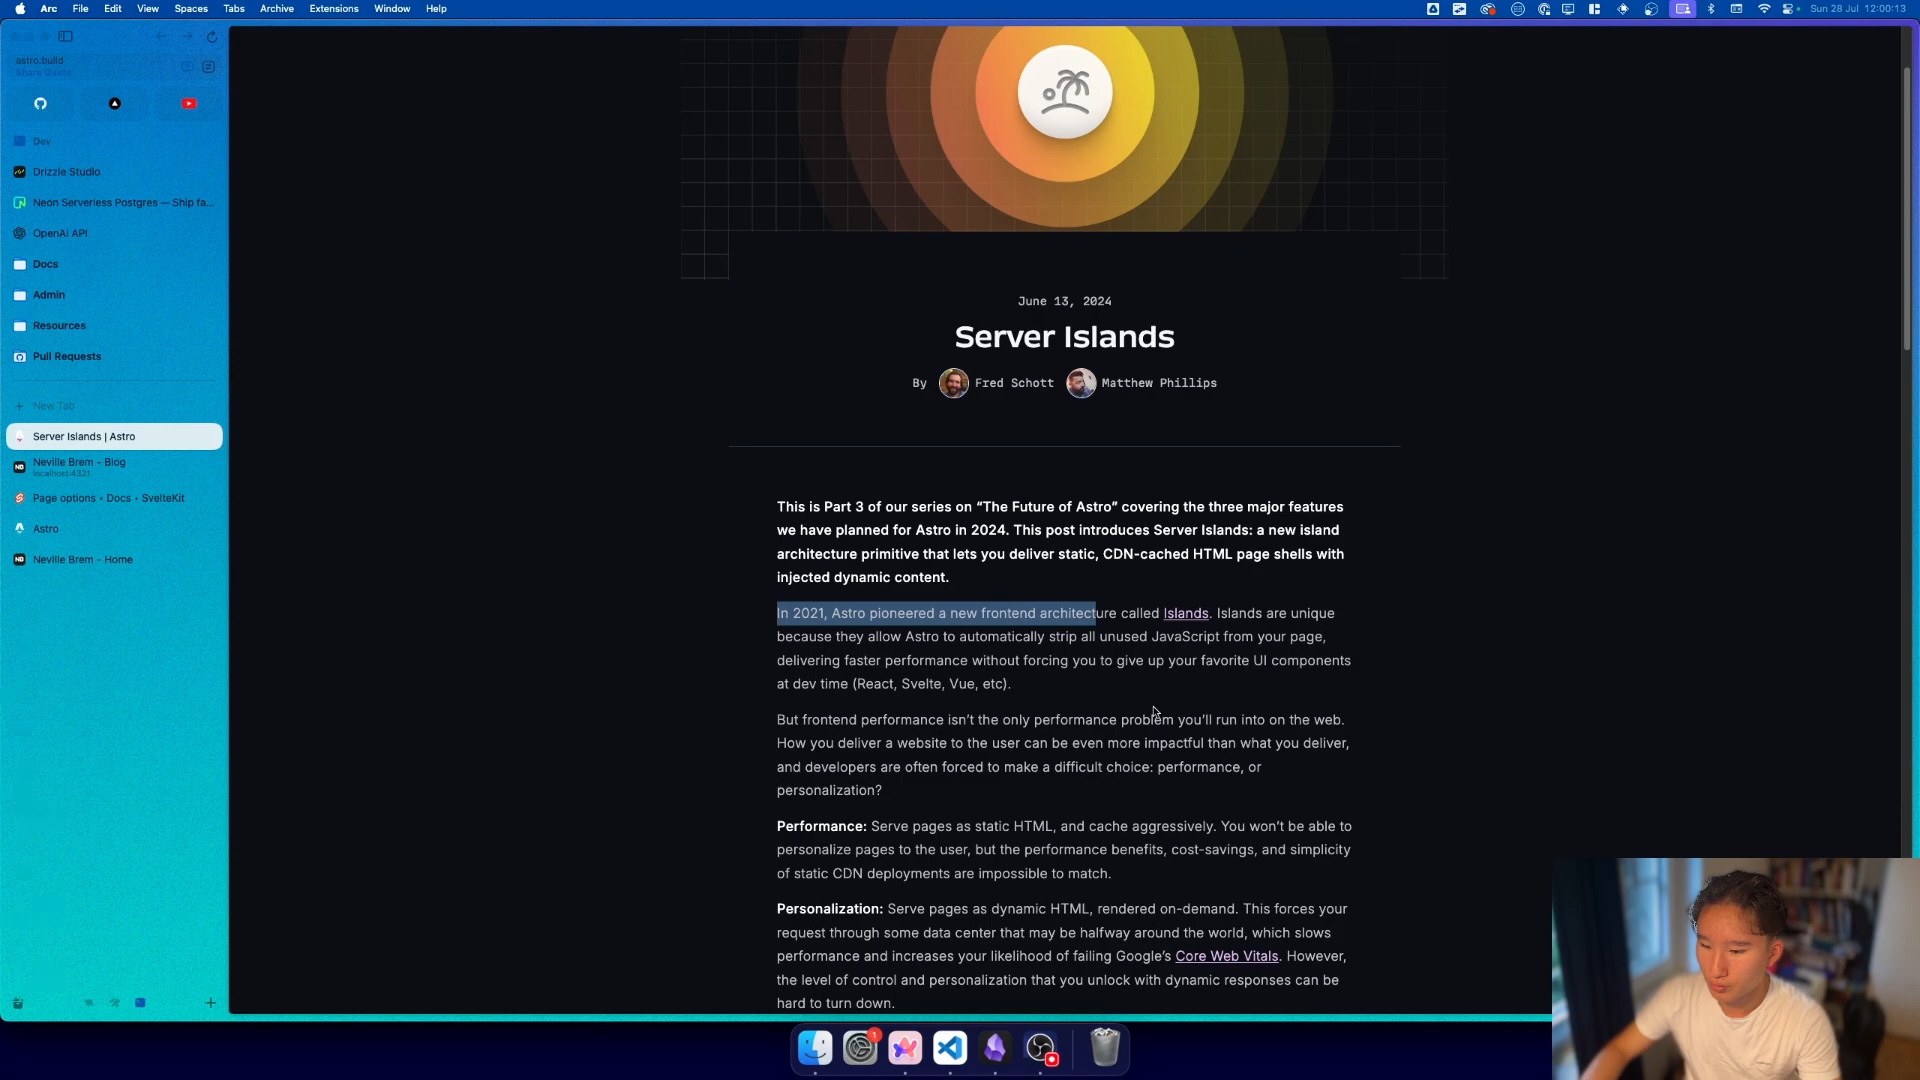 Arc File Edit View Spaces Tabs Archive Extensions Window Help
Sun 28 Jul 12:00:13
astro.build
Share Quote
Dev
Drizzle Studio
Neon Serverless Postgres — Ship fa...
OpenAI API
Docs
Admin
Resources
Pull Requests
New Tab
Server Islands | Astro
Neville Brem - Blog
localhost:4321
Page options • Docs • SvelteKit
Astro
Neville Brem - Home
June 13, 2024
Server Islands
By Fred Schott Matthew Phillips
This is Part 3 of our series on “The Future of Astro” covering the three major features
we have planned for Astro in 2024. This post introduces Server Islands: a new island
architecture primitive that lets you deliver static, CDN-cached HTML page shells with
injected dynamic content.
In 2021, Astro pioneered a new frontend architecture called Islands. Islands are unique
because they allow Astro to automatically strip all unused JavaScript from your page,
delivering faster performance without forcing you to give up your favorite UI components
at dev time (React, Svelte, Vue, etc).
But frontend performance isn’t the only performance problem you’ll run into on the web.
How you deliver a website to the user can be even more impactful than what you deliver,
and developers are often forced to make a difficult choice: performance, or
personalization?
Performance: Serve pages as static HTML, and cache aggressively. You won’t be able to
personalize pages to the user, but the performance benefits, cost-savings, and simplicity
of static CDN deployments are impossible to match.
Personalization: Serve pages as dynamic HTML, rendered on-demand. This forces your
request through some data center that may be halfway around the world, which slows
performance and increases your likelihood of failing Google’s Core Web Vitals. However,
the level of control and personalization that you unlock with dynamic responses can be
hard to turn down.
1